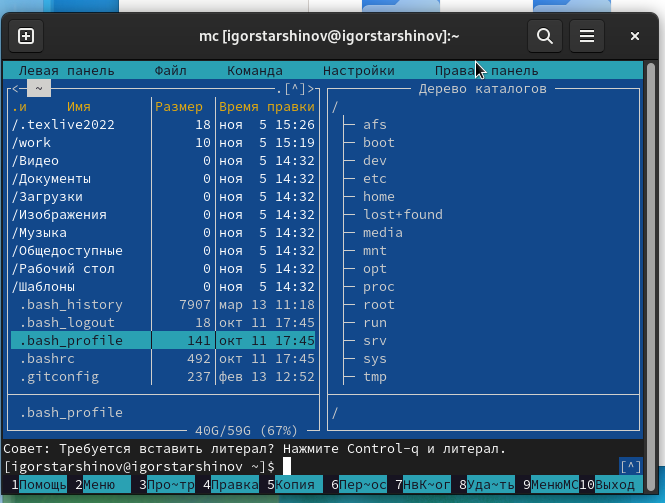 mc [igorstarshinov@igorstarshinov]:~
Левая панель Файл Команда Настройки Правая панель
<- ~ .[^]> Дерево каталогов
.и Имя Размер Время правки /
/.texlive2022 18 ноя 5 15:26 afs
/work 10 ноя 5 15:19 boot
/Видео 0 ноя 5 14:32 dev
/Документы 0 ноя 5 14:32 etc
/Загрузки 0 ноя 5 14:32 home
/Изображения 0 ноя 5 14:32 lost+found
/Музыка 0 ноя 5 14:32 media
/Общедоступные 0 ноя 5 14:32 mnt
/Рабочий стол 0 ноя 5 14:32 opt
/Шаблоны 0 ноя 5 14:32 proc
.bash_history 7907 мар 13 11:18 root
.bash_logout 18 окт 11 17:45 run
.bash_profile 141 окт 11 17:45 srv
.bashrc 492 окт 11 17:45 sys
.gitconfig 237 фев 13 12:52 tmp
.bash_profile /
40G/59G (67%)
Совет: Требуется вставить литерал? Нажмите Control-q и литерал.
[igorstarshinov@igorstarshinov ~]$ [^]
1Помощь 2Меню 3Про~тр 4Правка 5Копия 6Пер~ос 7НвК~ог 8Уда~ть 9МенюMC 10Выход